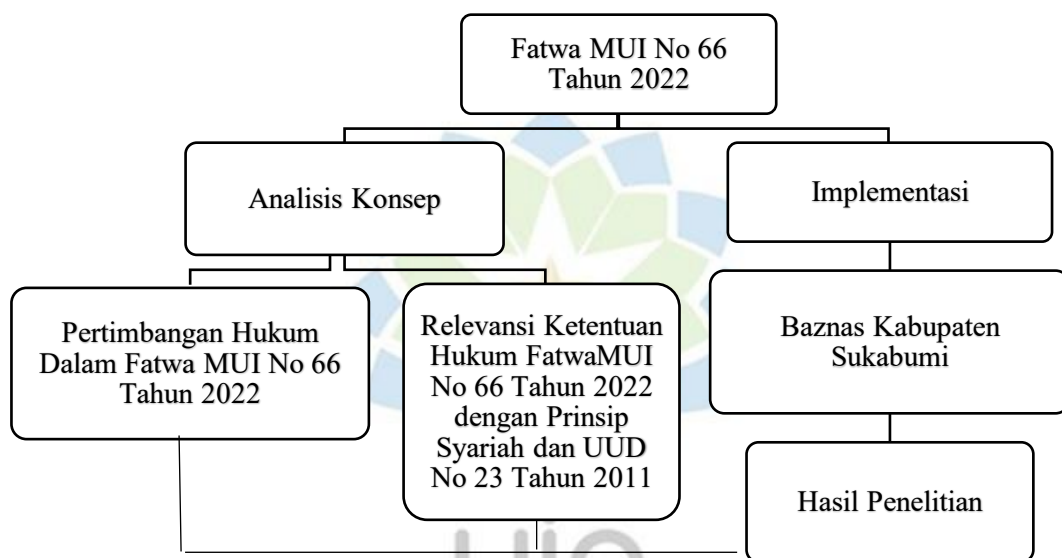 Fatwa MUI No 66
Tahun 2022
Analisis Konsep
Implementasi
Pertimbangan Hukum
Dalam Fatwa MUI No 66
Tahun 2022
Relevansi Ketentuan
Hukum FatwaMUI
No 66 Tahun 2022
dengan Prinsip
Syariah dan UUD
No 23 Tahun 2011
Baznas Kabupaten
Sukabumi
Hasil Penelitian